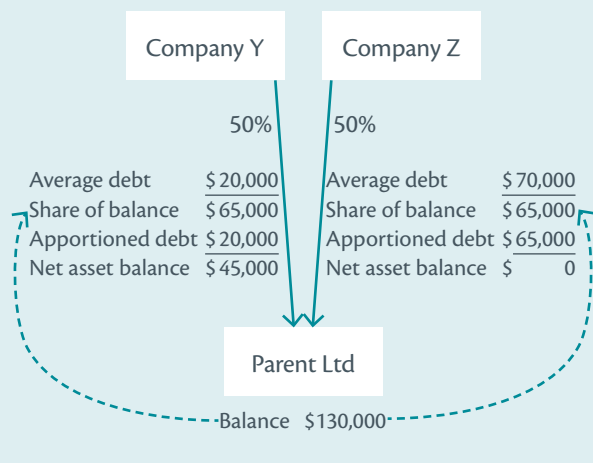 Company Y
Company Z
50%
50%
Average debt $20,000
Share of balance $65,000
Apportioned debt $20,000
Net asset balance $45,000
Average debt $70,000
Share of balance $65,000
Apportioned debt $65,000
Net asset balance $ 0
Parent Ltd
Balance $130,000